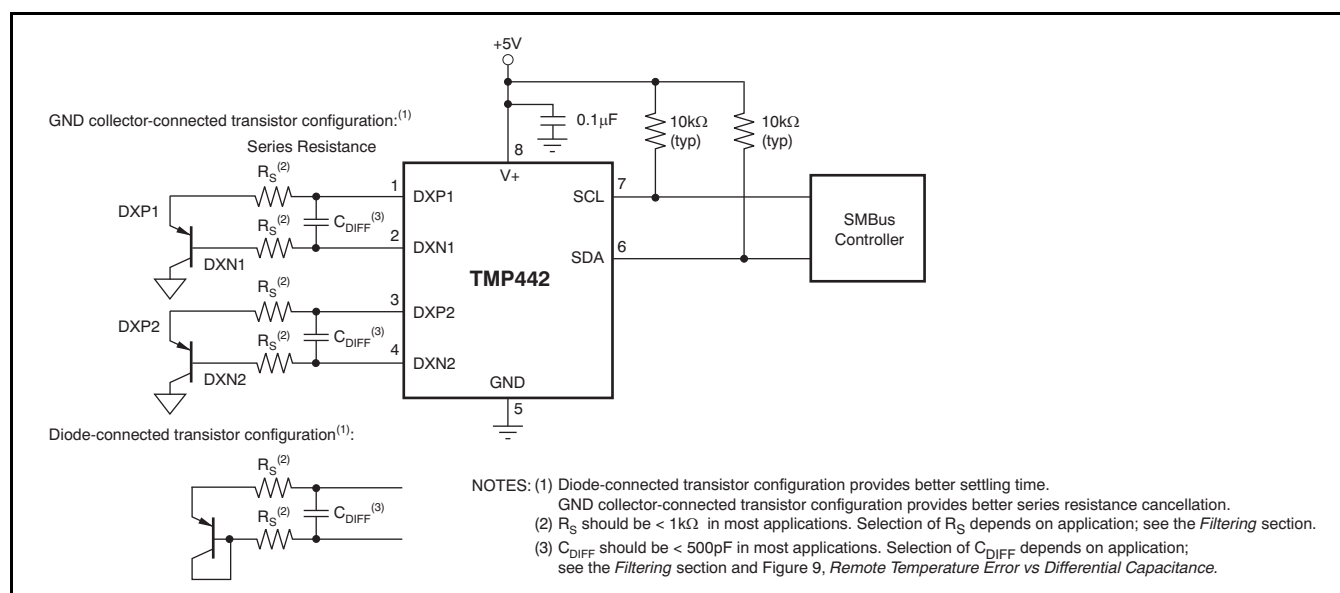 +5V
GND collector-connected transistor configuration:(1)
0.1μF
10kΩ
(typ)
10kΩ
(typ)
Series Resistance
RS(2)
8
V+
1
DXP1
SCL
7
DXP1
RS(2)
CDIFF(3)
2
DXN1
DXN1
SMBus
Controller
SDA
6
TMP442
RS(2)
3
DXP2
DXP2
RS(2)
CDIFF(3)
4
DXN2
DXN2
GND
5
Diode-connected transistor configuration(1):
RS(2)
RS(2)
CDIFF(3)
NOTES: (1) Diode-connected transistor configuration provides better settling time.
GND collector-connected transistor configuration provides better series resistance cancellation.
(2) RS should be < 1kΩ in most applications. Selection of RS depends on application; see the Filtering section.
(3) CDIFF should be < 500pF in most applications. Selection of CDIFF depends on application;
see the Filtering section and Figure 9, Remote Temperature Error vs Differential Capacitance.